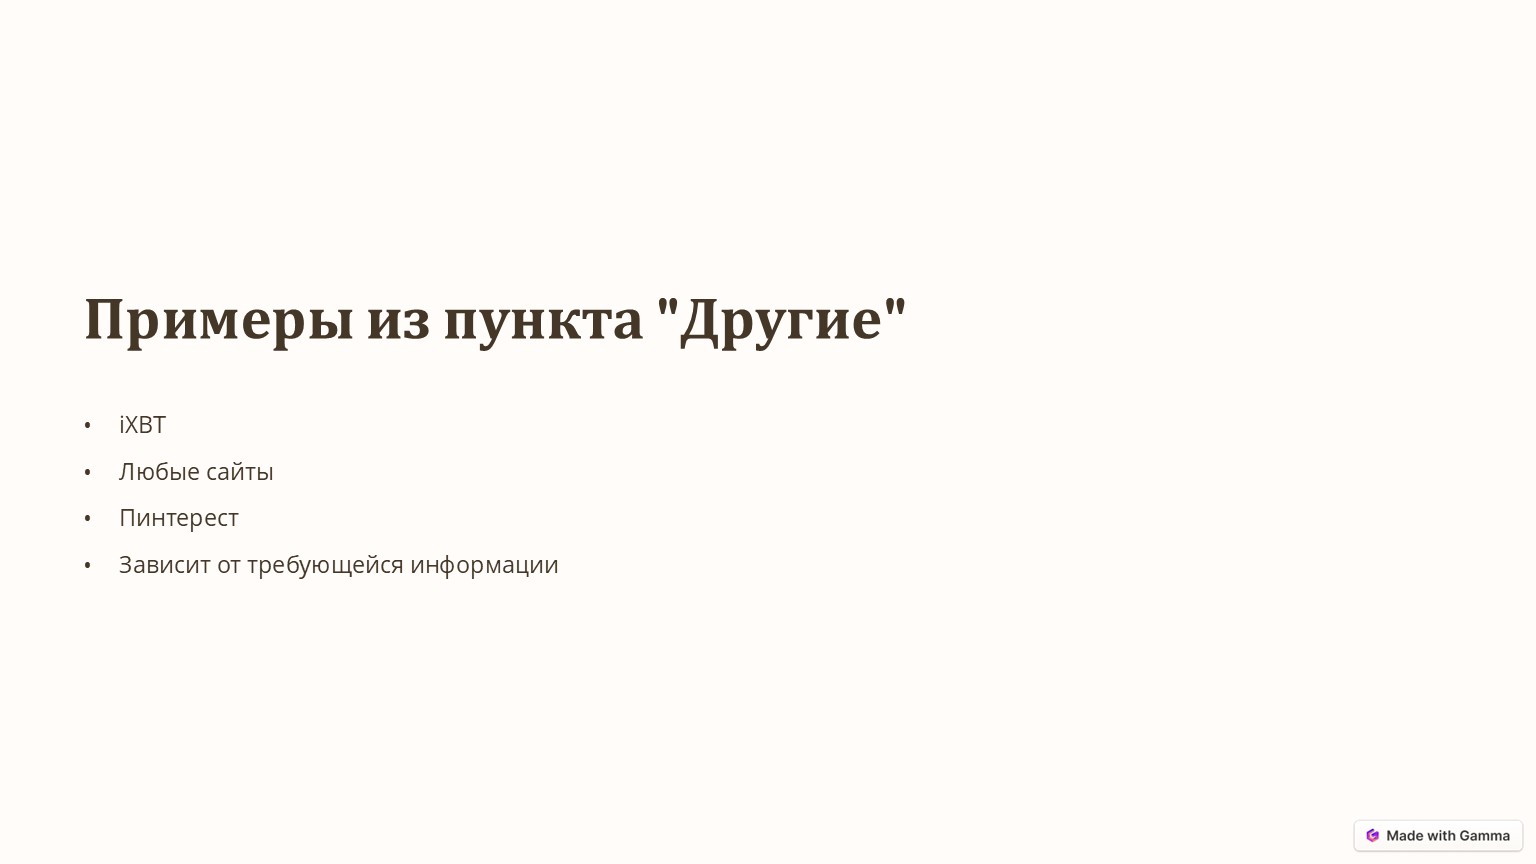 Примеры из пункта "Другие"
• iXBT
• Любые сайты
• Пинтерест
• Зависит от требующейся информации
Made with Gamma